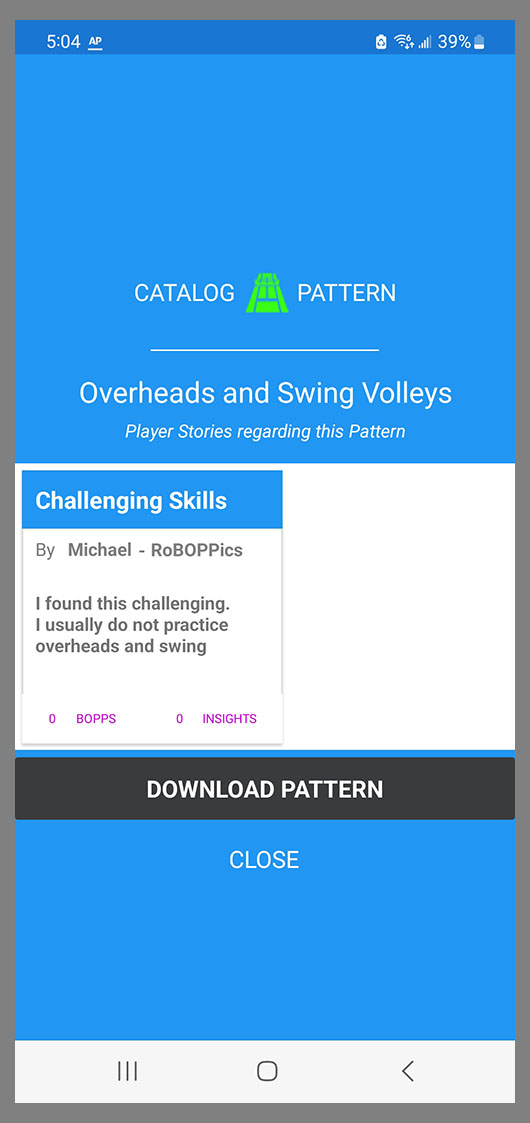 5:04 AP 39%
CATALOG PATTERN
Overheads and Swing Volleys
Player Stories regarding this Pattern
Challenging Skills
By Michael - RoBOPPics
I found this challenging.
I usually do not practice
overheads and swing
0 BOPPS 0 INSIGHTS
DOWNLOAD PATTERN
CLOSE